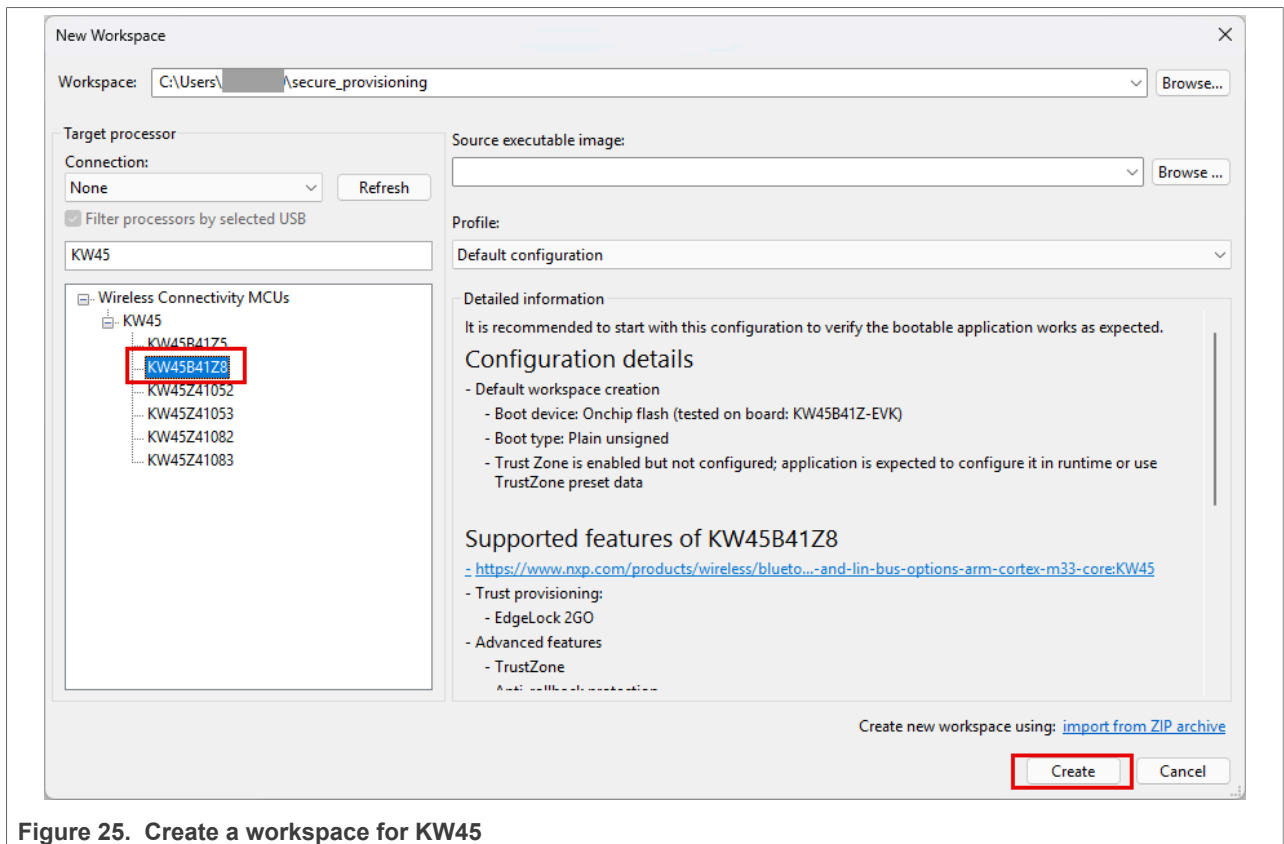 New Workspace
Workspace: C:\Users\ \secure_provisioning Browse...
Target processor
Connection:
None Refresh
Filter processors by selected USB
KW45
Wireless Connectivity MCUs
KW45
KW45B41Z5
KW45B41Z8
KW45Z41052
KW45Z41053
KW45Z41082
KW45Z41083
Source executable image:
Browse ...
Profile:
Default configuration
Detailed information
It is recommended to start with this configuration to verify the bootable application works as expected.
Configuration details
- Default workspace creation
- Boot device: Onchip flash (tested on board: KW45B41Z-EVK)
- Boot type: Plain unsigned
- Trust Zone is enabled but not configured; application is expected to configure it in runtime or use
TrustZone preset data
Supported features of KW45B41Z8
- https://www.nxp.com/products/wireless/blueto...-and-lin-bus-options-arm-cortex-m33-core:KW45
- Trust provisioning:
- EdgeLock 2GO
- Advanced features
- TrustZone
- Anti-rollback protection
Create new workspace using: import from ZIP archive
Create Cancel
Figure 25. Create a workspace for KW45